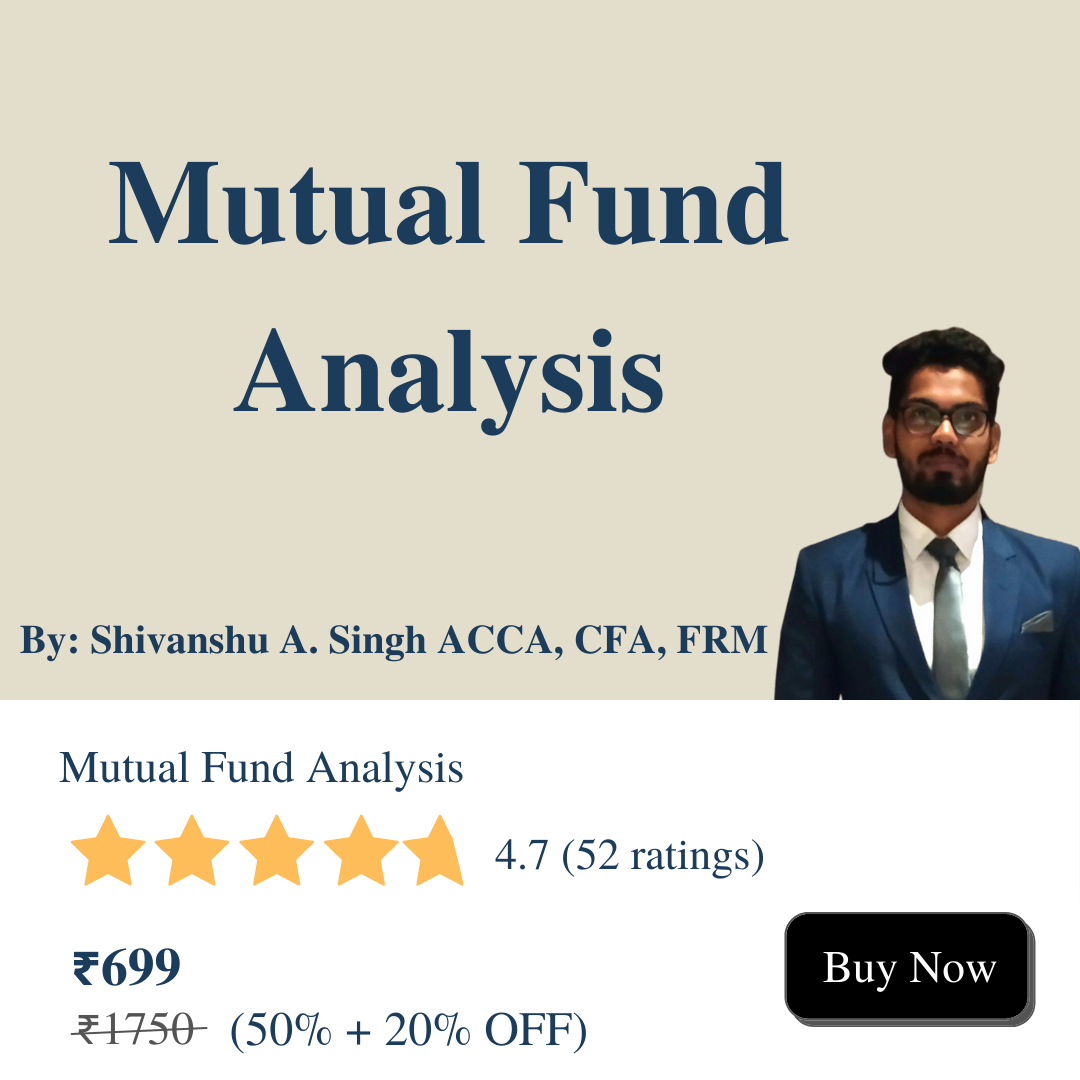 Mutual Fund
Analysis
By: Shivanshu A. Singh ACCA, CFA, FRM
Mutual Fund Analysis
4.7 (52 ratings)
₹699
₹1750 (50% + 20% OFF)
Buy Now